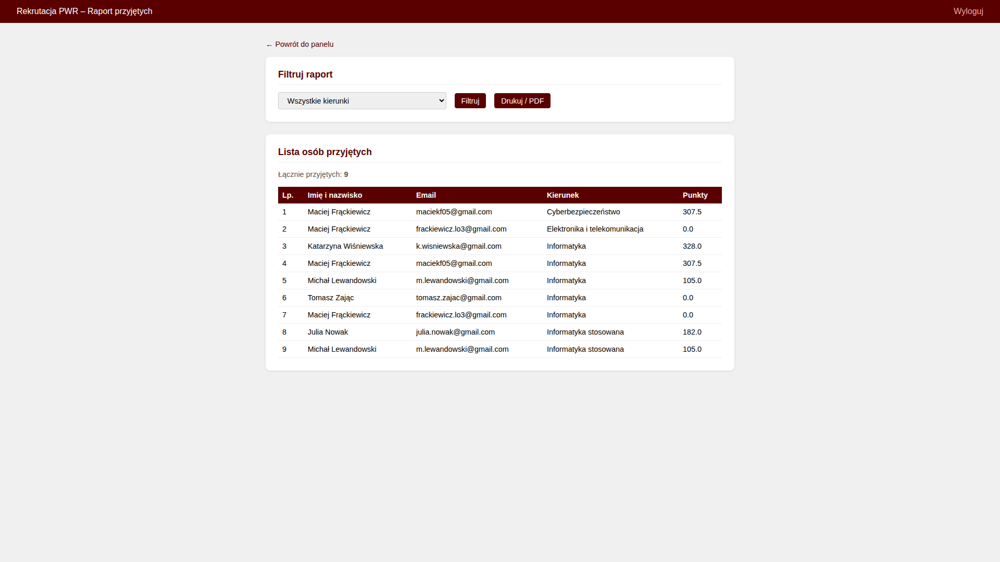 Rekrutacja PWR – Raport przyjętych
Wyloguj
← Powrót do panelu
Filtruj raport
Wszystkie kierunki
Filtruj
Drukuj / PDF
Lista osób przyjętych
Łącznie przyjętych: 9
Lp. Imię i nazwisko Email Kierunek Punkty
1 Maciej Frąckiewicz maciekf05@gmail.com Cyberbezpieczeństwo 307.5
2 Maciej Frąckiewicz frackiewicz.lo3@gmail.com Elektronika i telekomunikacja 0.0
3 Katarzyna Wiśniewska k.wisniewska@gmail.com Informatyka 328.0
4 Maciej Frąckiewicz maciekf05@gmail.com Informatyka 307.5
5 Michał Lewandowski m.lewandowski@gmail.com Informatyka 105.0
6 Tomasz Zając tomasz.zajac@gmail.com Informatyka 0.0
7 Maciej Frąckiewicz frackiewicz.lo3@gmail.com Informatyka 0.0
8 Julia Nowak julia.nowak@gmail.com Informatyka stosowana 182.0
9 Michał Lewandowski m.lewandowski@gmail.com Informatyka stosowana 105.0